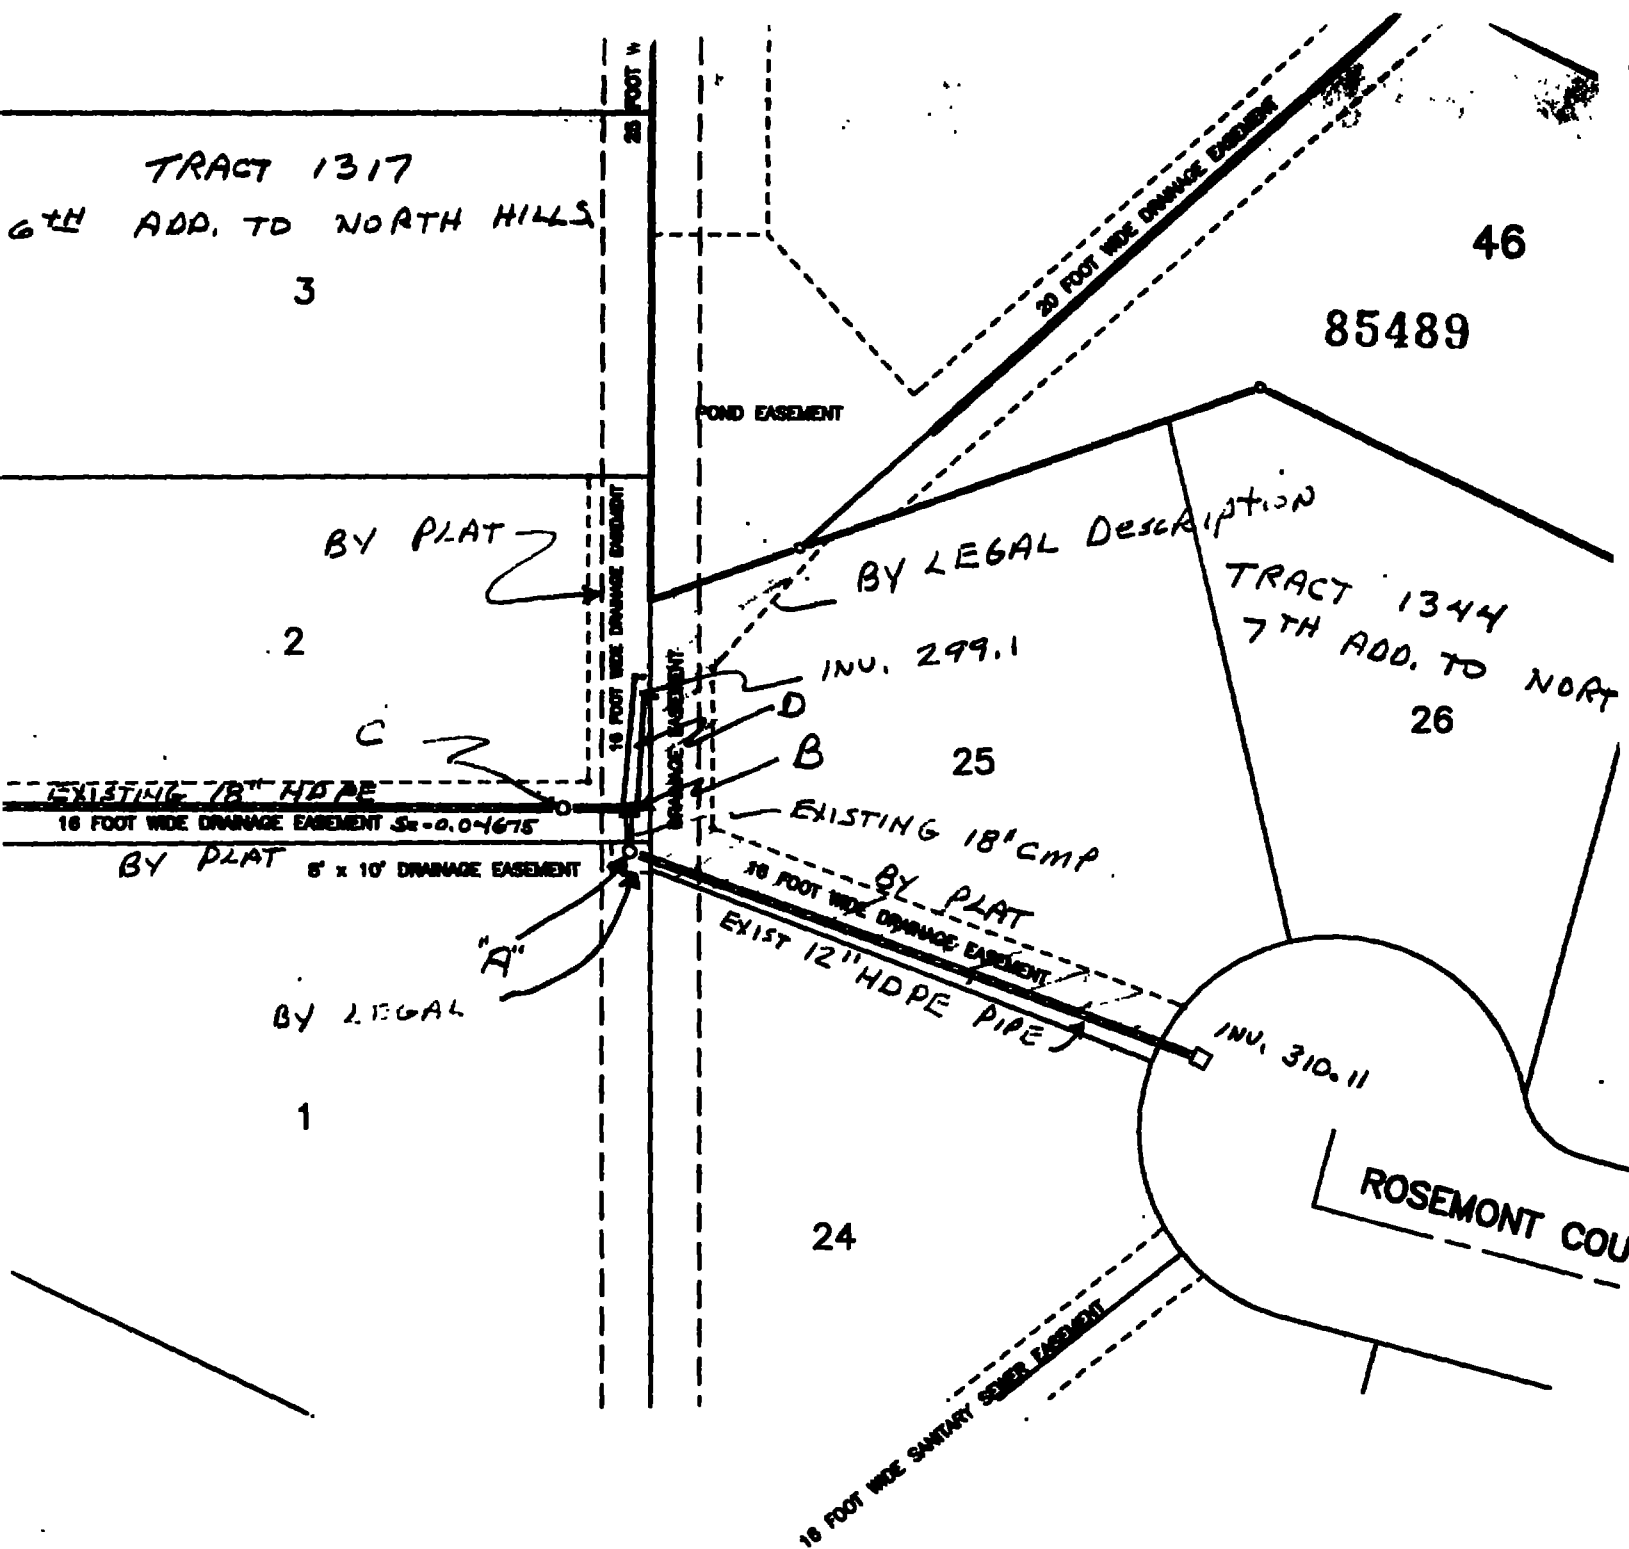 25 FOOT W
TRACT 1317
6TH ADD. TO NORTH HILLS
3
20 FOOT WIDE DRAINAGE EASEMENT
46
85489
POND EASEMENT
BY PLAT
16 FOOT WIDE DRAINAGE EASEMENT
2
BY LEGAL Description
TRACT 1344
7TH ADD. TO NORT
26
INV. 299.1
D
DRAINAGE EASEMENT
C
B
25
EXISTING 18" HDPE
16 FOOT WIDE DRAINAGE EASEMENT S=-0.04675
BY PLAT
8' x 10' DRAINAGE EASEMENT
EXISTING 18" CMP
BY PLAT
16 FOOT WIDE DRAINAGE EASEMENT
EXIST 12" HDPE PIPE
"A"
BY LEGAL
INV. 310.11
1
24
ROSEMONT COU
16 FOOT WIDE SANITARY SEWER EASEMENT